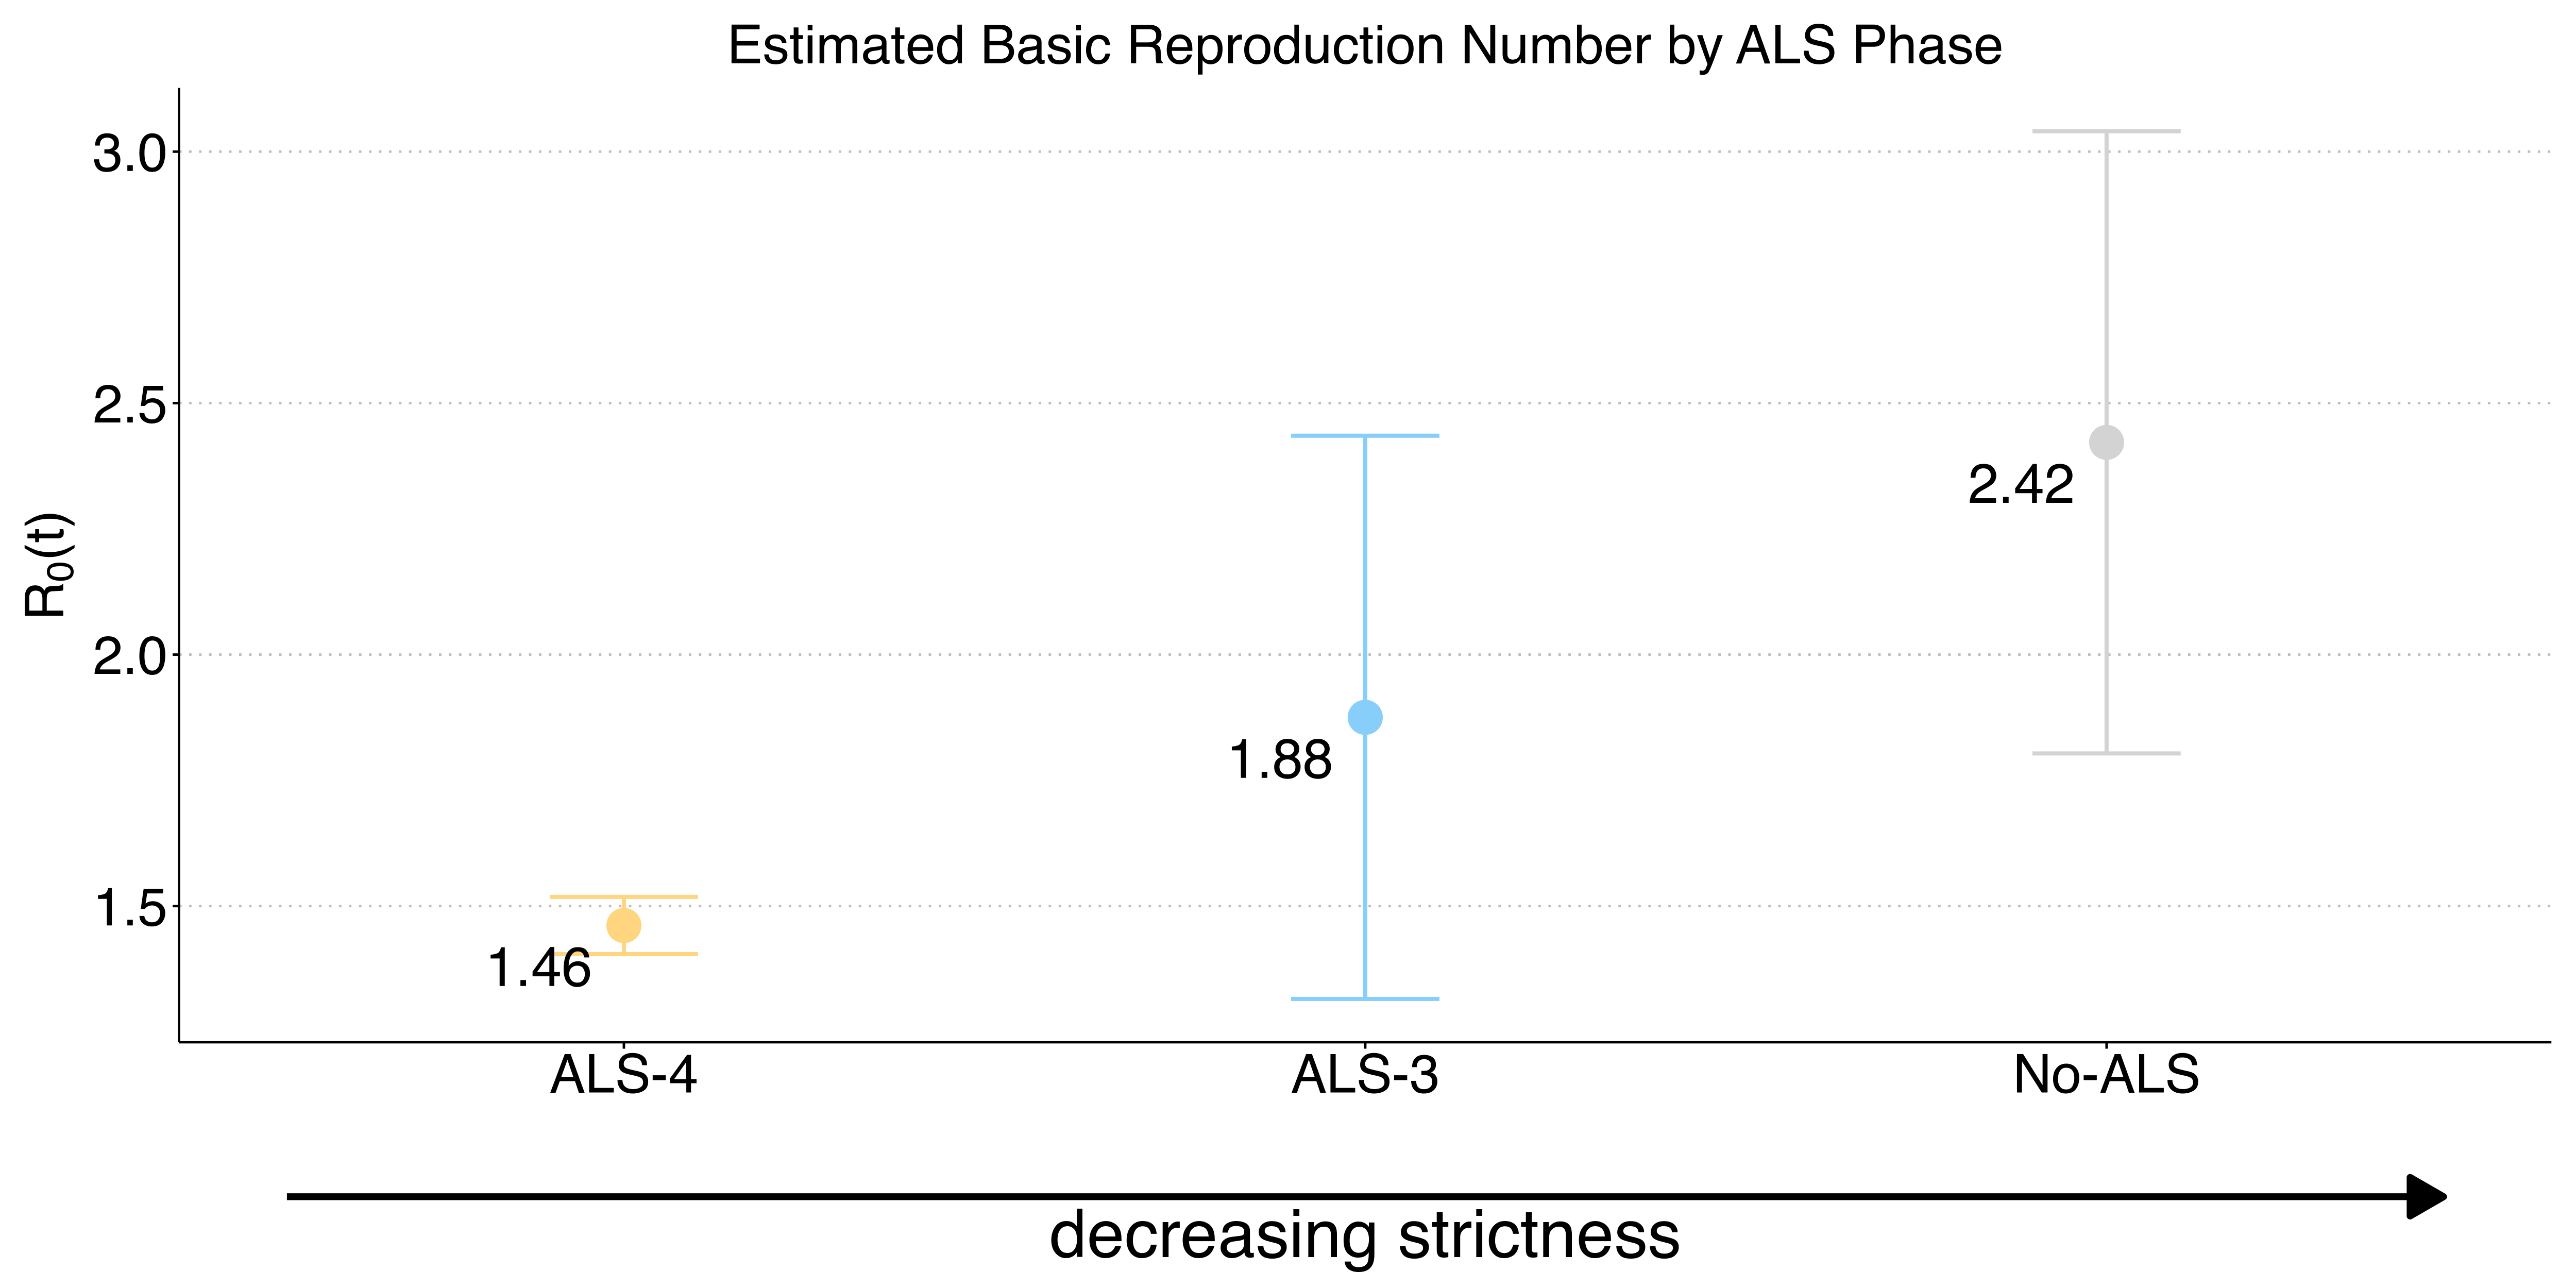 Estimated Basic Reproduction Number by ALS Phase
R₀(t)
3.0
2.5
2.0
1.5
2.42
1.88
1.46
ALS-4 ALS-3 No-ALS
decreasing strictness